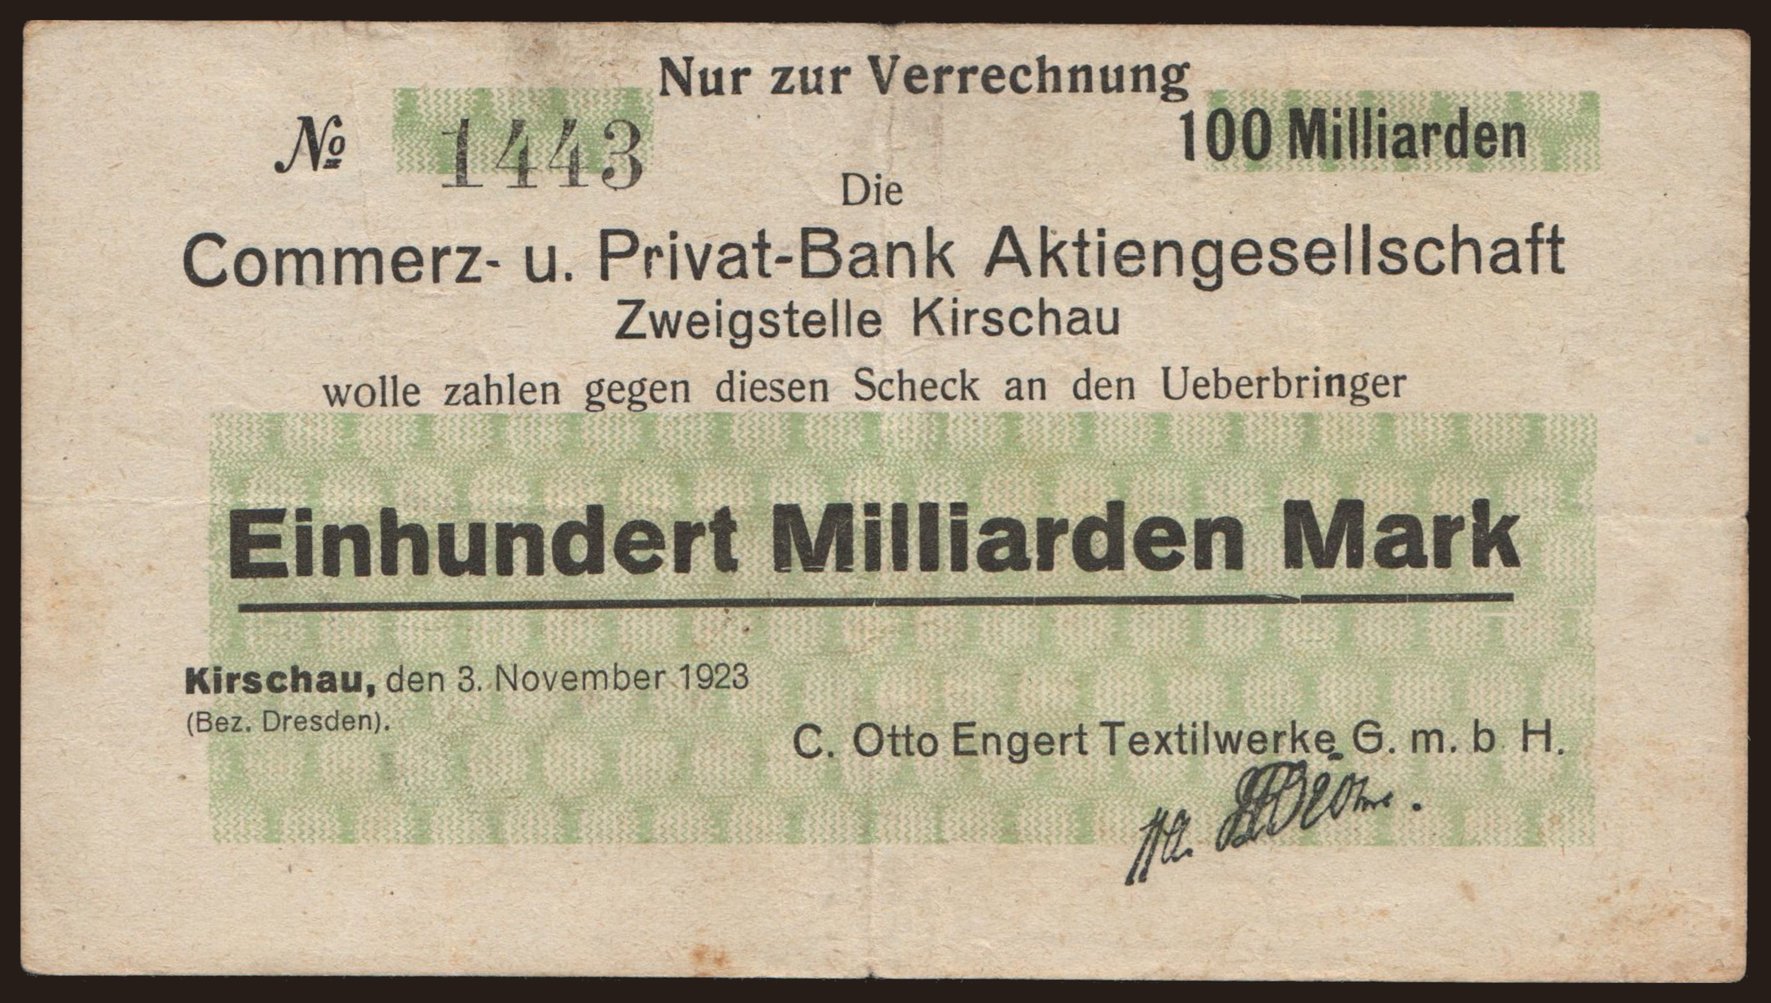 Nur zur Verrechnung
№ 1443
100 Milliarden
Die
Commerz- u. Privat-Bank Aktiengesellschaft
Zweigstelle Kirschau
wolle zahlen gegen diesen Scheck an den Ueberbringer
Einhundert Milliarden Mark
Kirschau, den 3. November 1923
(Bez. Dresden).
C. Otto Engert Textilwerke G. m. b H.